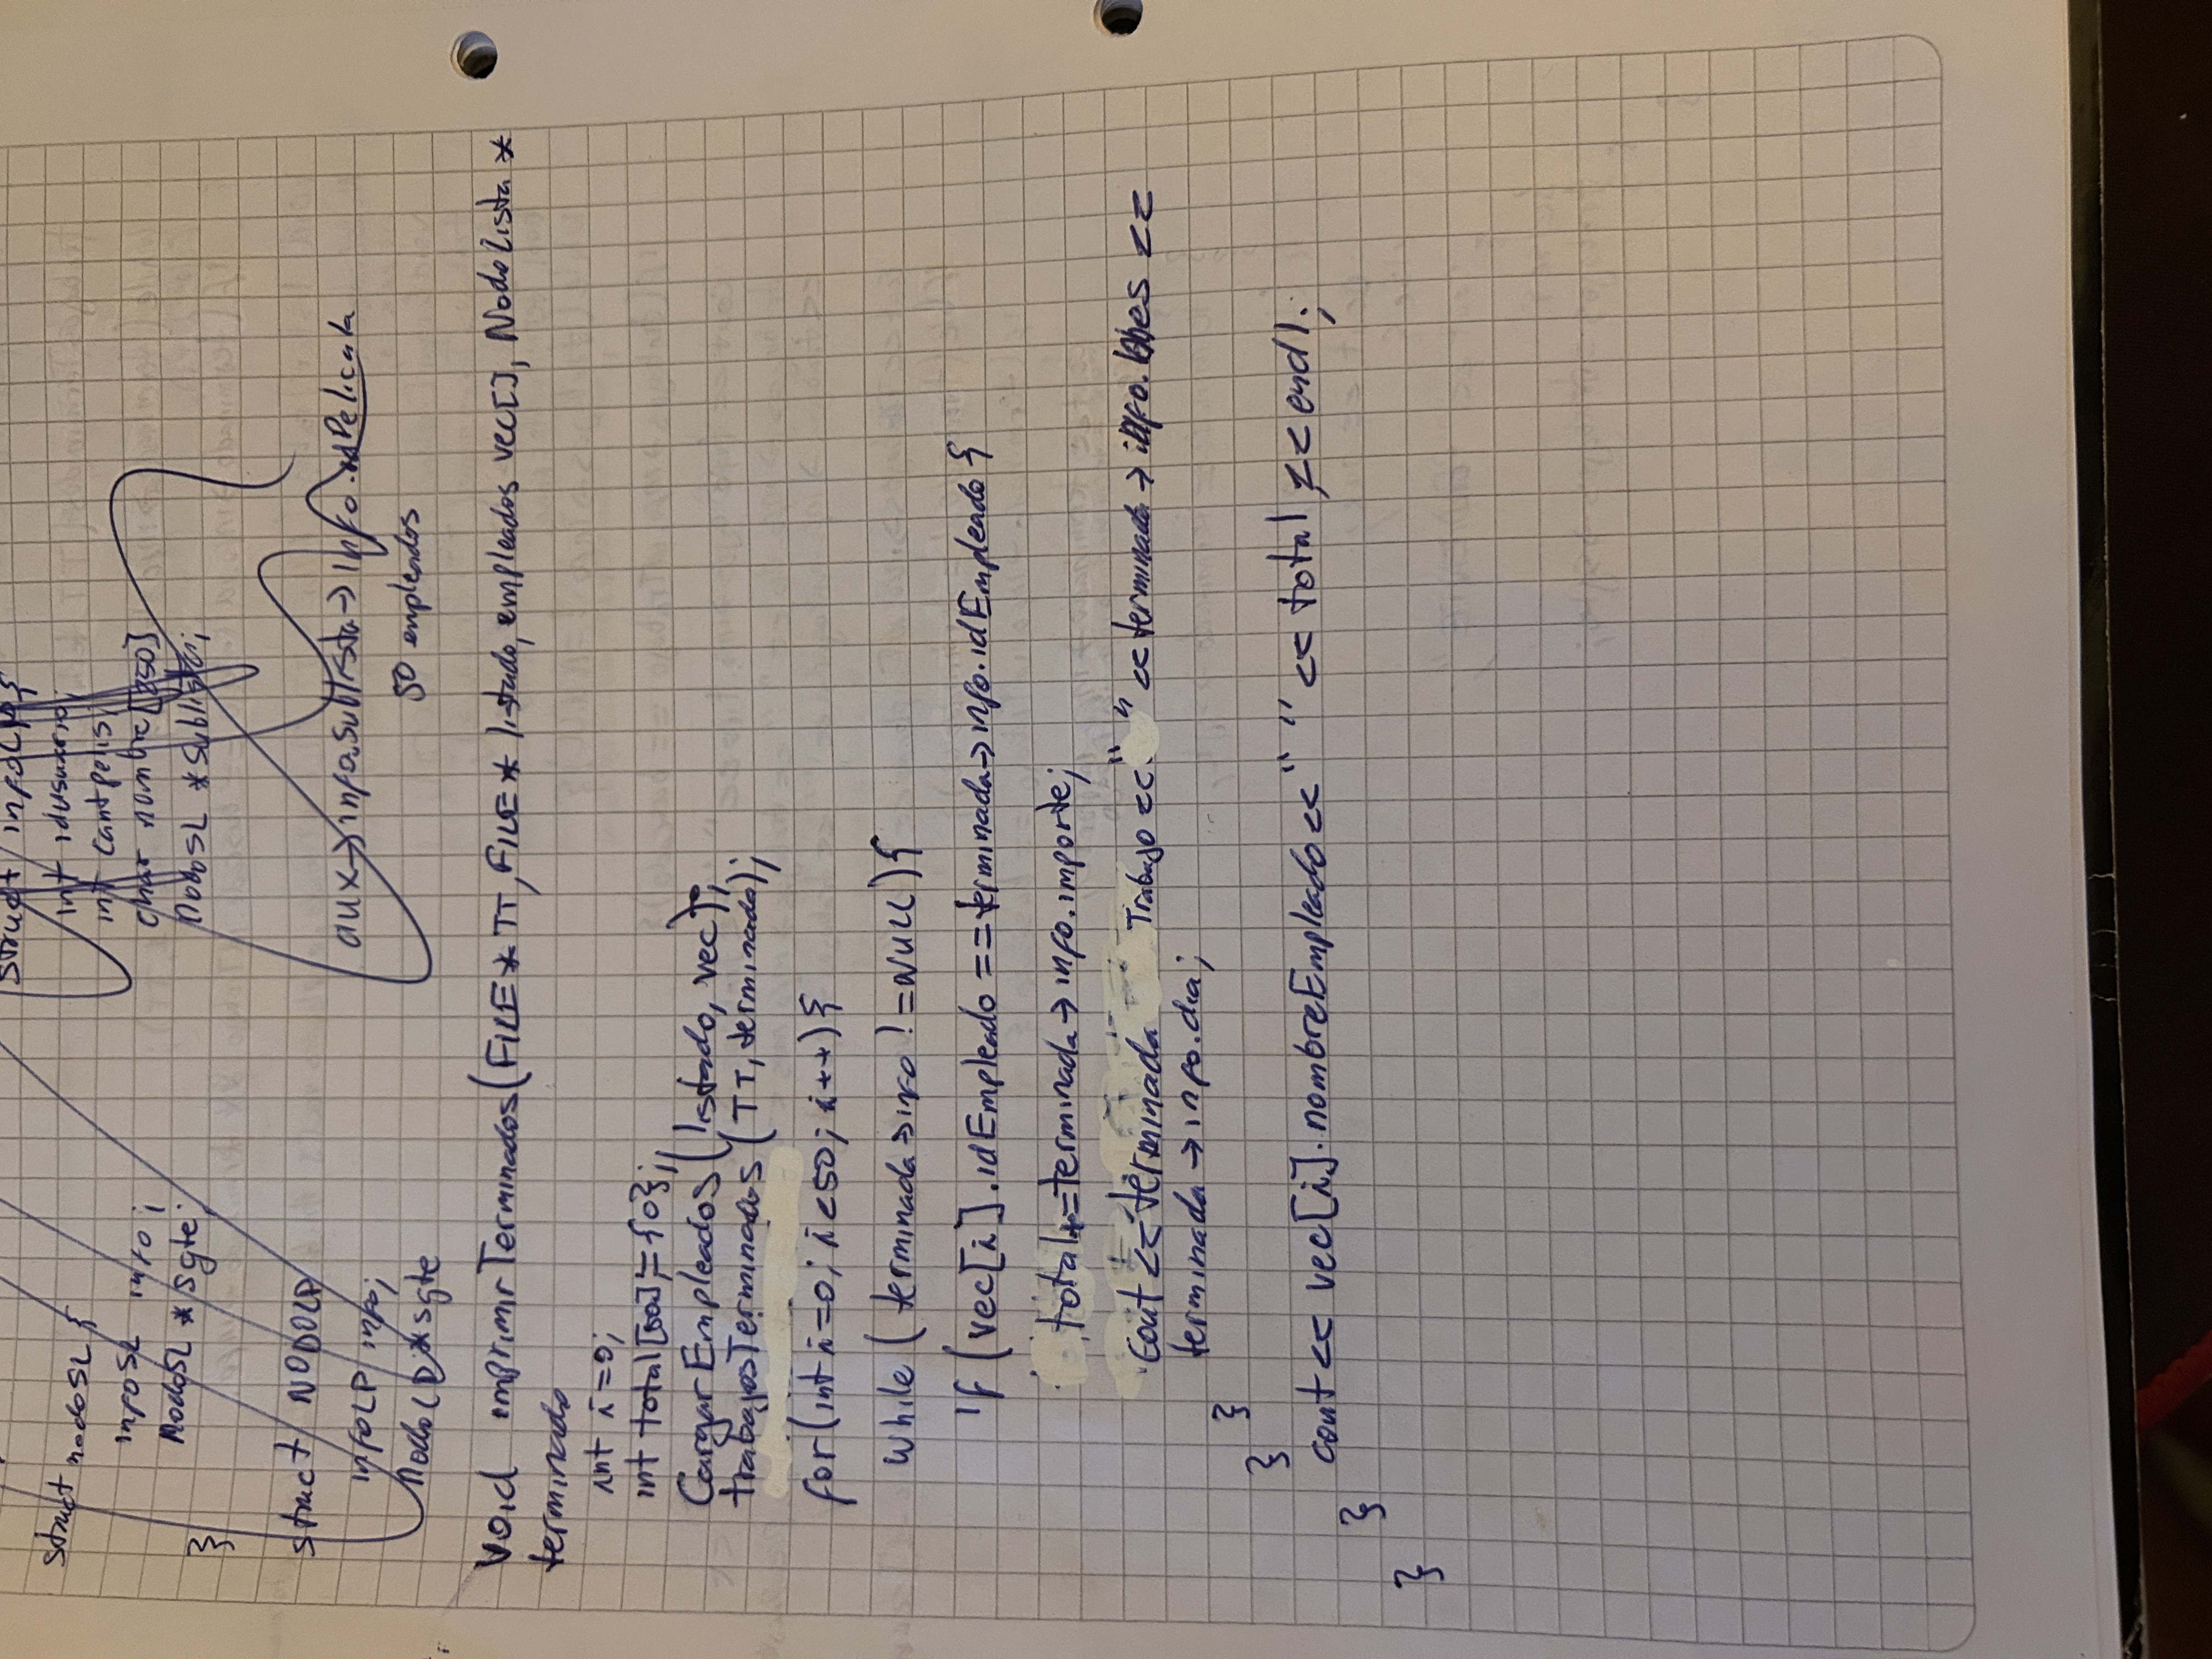 struct nodoSL {
infoSL info;
NodoSL * sgte;
}
struct infoLP {
int idusuario;
int cantpelis;
char nombre[250]
NodoSL * sublista;
struct NODOLP
infoLP info;
NodoLP * sgte
aux -> info.sublista -> info.idPelicula
50 empleados
void imprimirTerminados(FILE * TT, FILE * listado, empleados vec[], NodoLista *
terminado
int i = 0;
int total[50] = {0};
CargarEmpleados(listado, vec);
trabajosTerminados(TT, terminada);
for(int i=0; i<50; i++){
while (terminada->info != NULL){
if (vec[i].idEmpleado == terminada->info.idEmpleado {
total += terminada->info.importe;
cout << terminada Trabajo << " " << terminada->info.mes <<
terminada->info.dia;
}
}
cout << vec[i].nombreEmpleado << " " << total << endl;
}
}